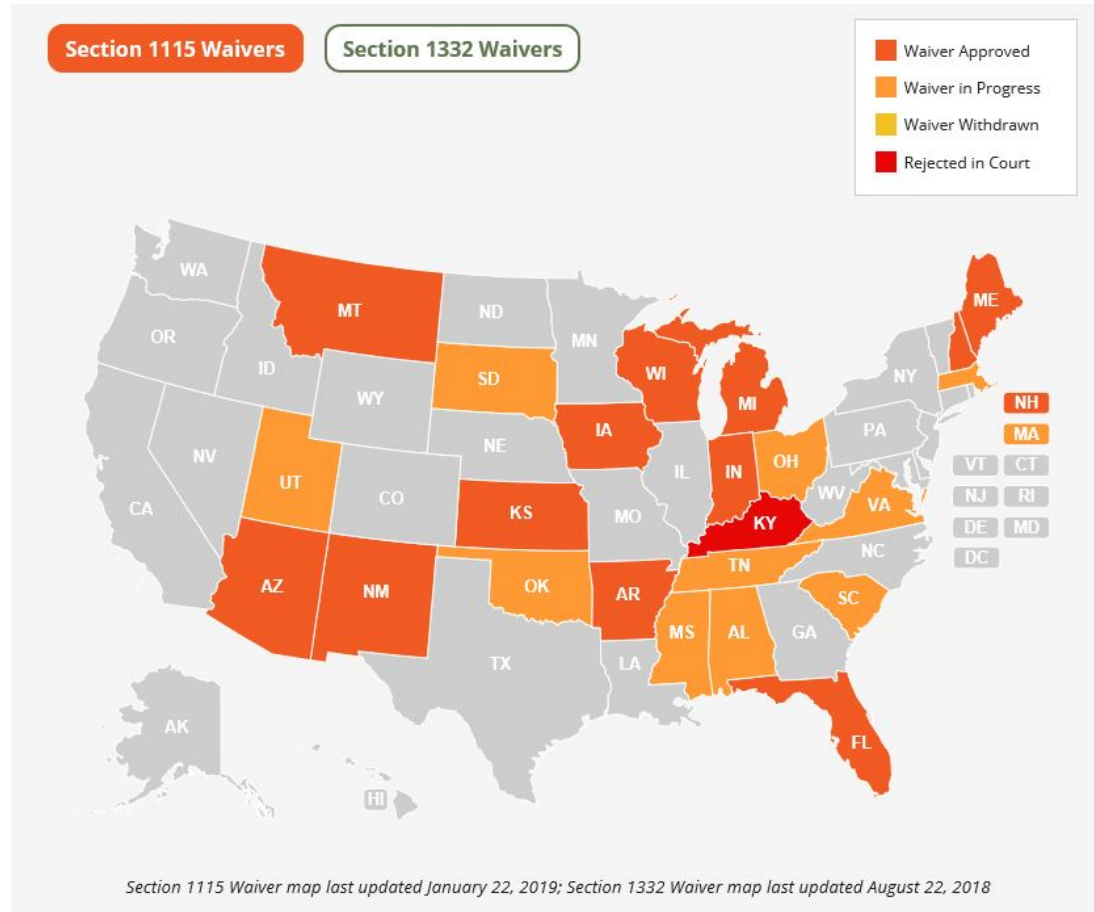 Section 1115 Waivers
Section 1332 Waivers
Waiver Approved
Waiver in Progress
Waiver Withdrawn
Rejected in Court
WA
MT
ND
MN
ME
OR
ID
SD
WI
NY
WY
MI
NH
IA
PA
MA
NV
NE
IL
IN
OH
VT
CT
UT
CO
WV
NJ
RI
CA
KS
MO
KY
VA
DE
MD
NC
DC
AZ
NM
OK
TN
AR
SC
MS
AL
GA
TX
LA
AK
FL
HI
Section 1115 Waiver map last updated January 22, 2019; Section 1332 Waiver map last updated August 22, 2018